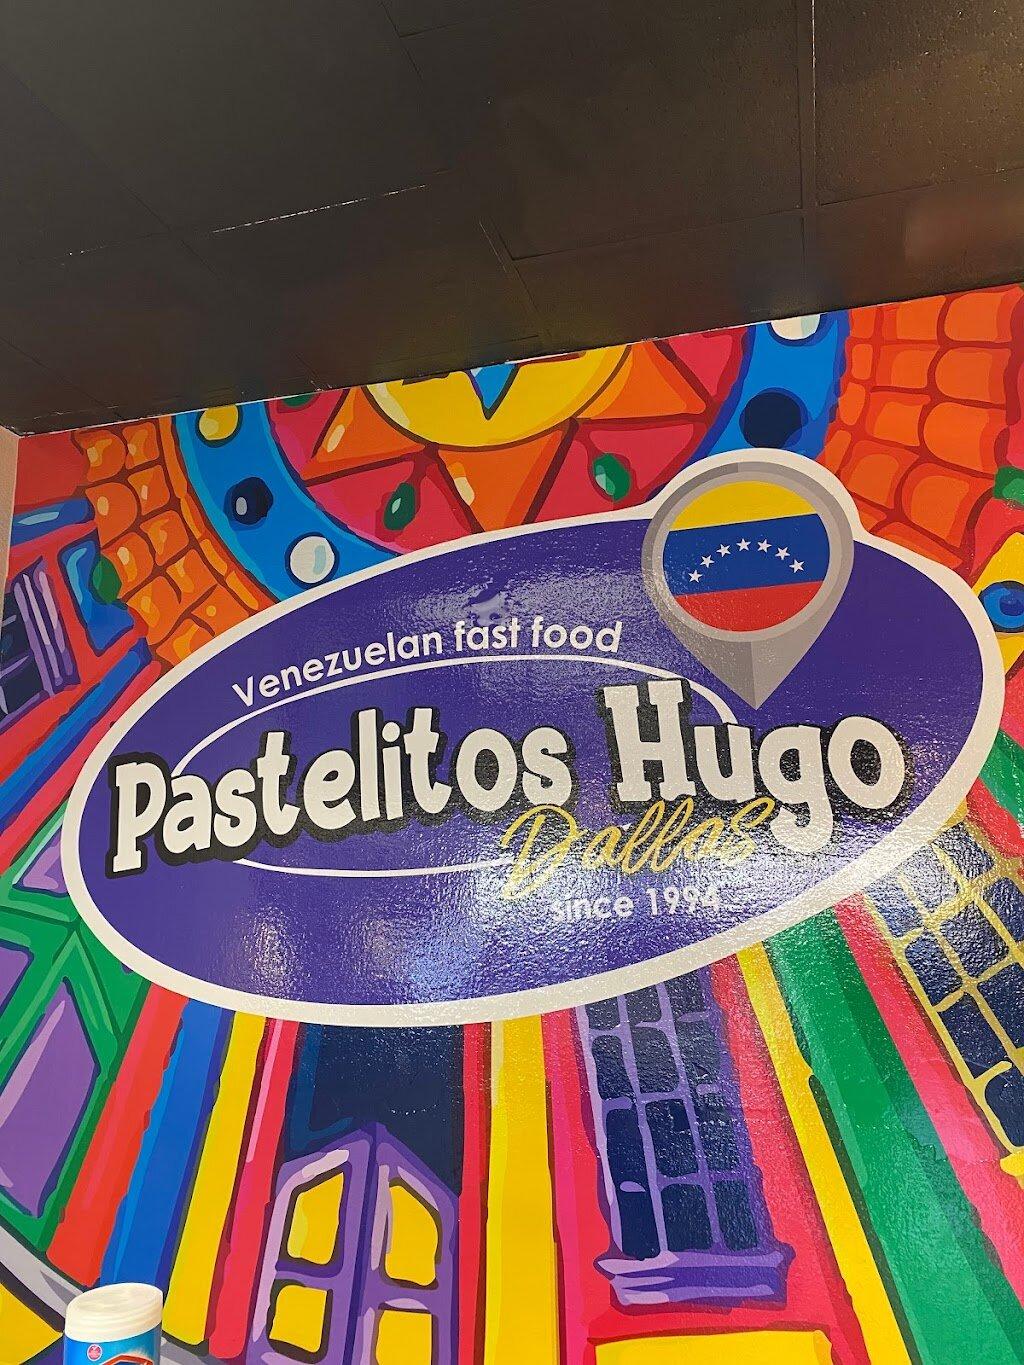 Venezuelan fast food
Pastelitos Hugo
Dallas
since 1994